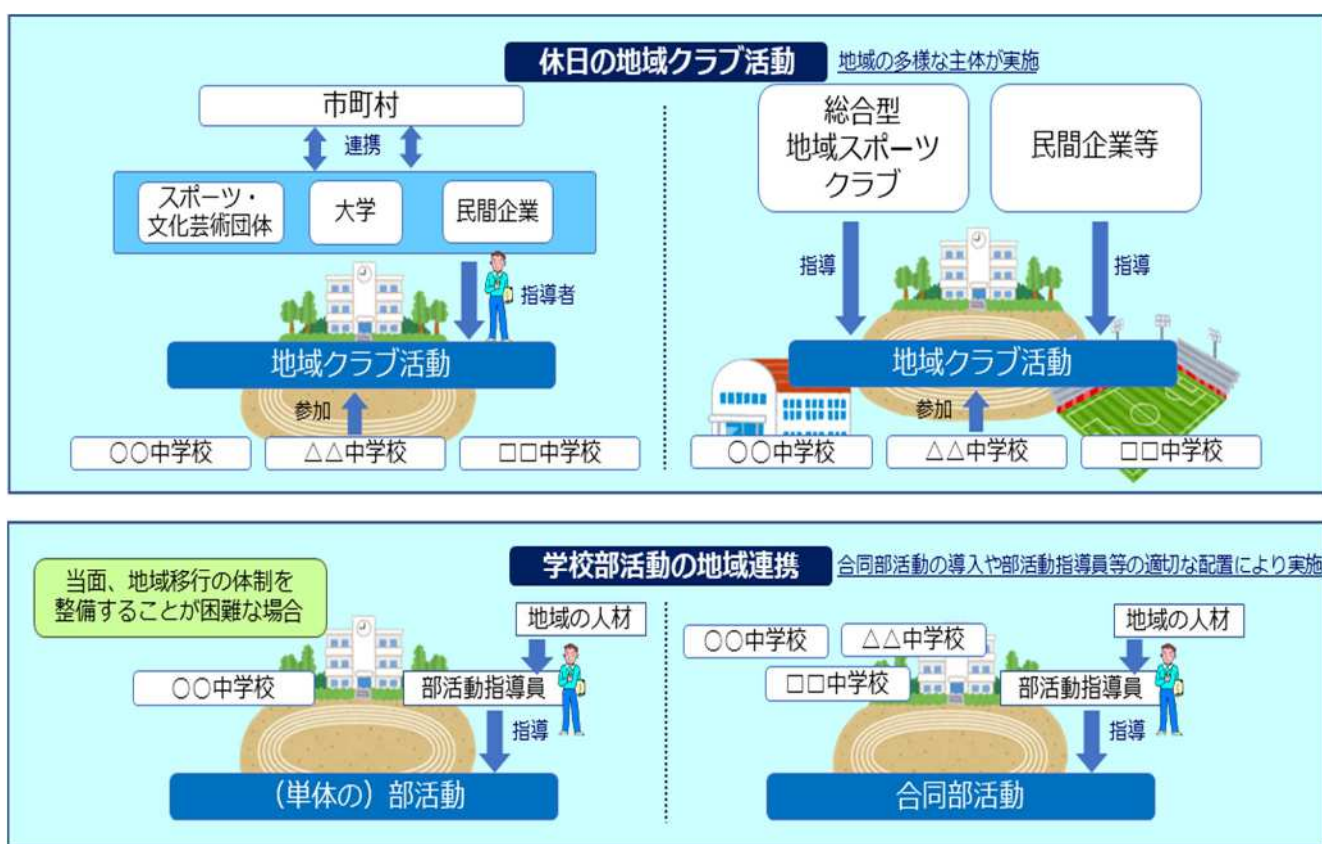 休日の地域クラブ活動
地域の多様な主体が実施
市町村
連携
スポーツ・
文化芸術団体
大学
民間企業
指導者
地域クラブ活動
参加
〇〇中学校
△△中学校
□□中学校
総合型
地域スポーツ
クラブ
民間企業等
指導
指導
地域クラブ活動
参加
〇〇中学校
△△中学校
□□中学校
学校部活動の地域連携
合同部活動の導入や部活動指導員等の適切な配置により実施
当面、地域移行の体制を
整備することが困難な場合
地域の人材
〇〇中学校
部活動指導員
指導
(単体の)部活動
地域の人材
〇〇中学校
△△中学校
□□中学校
部活動指導員
指導
合同部活動